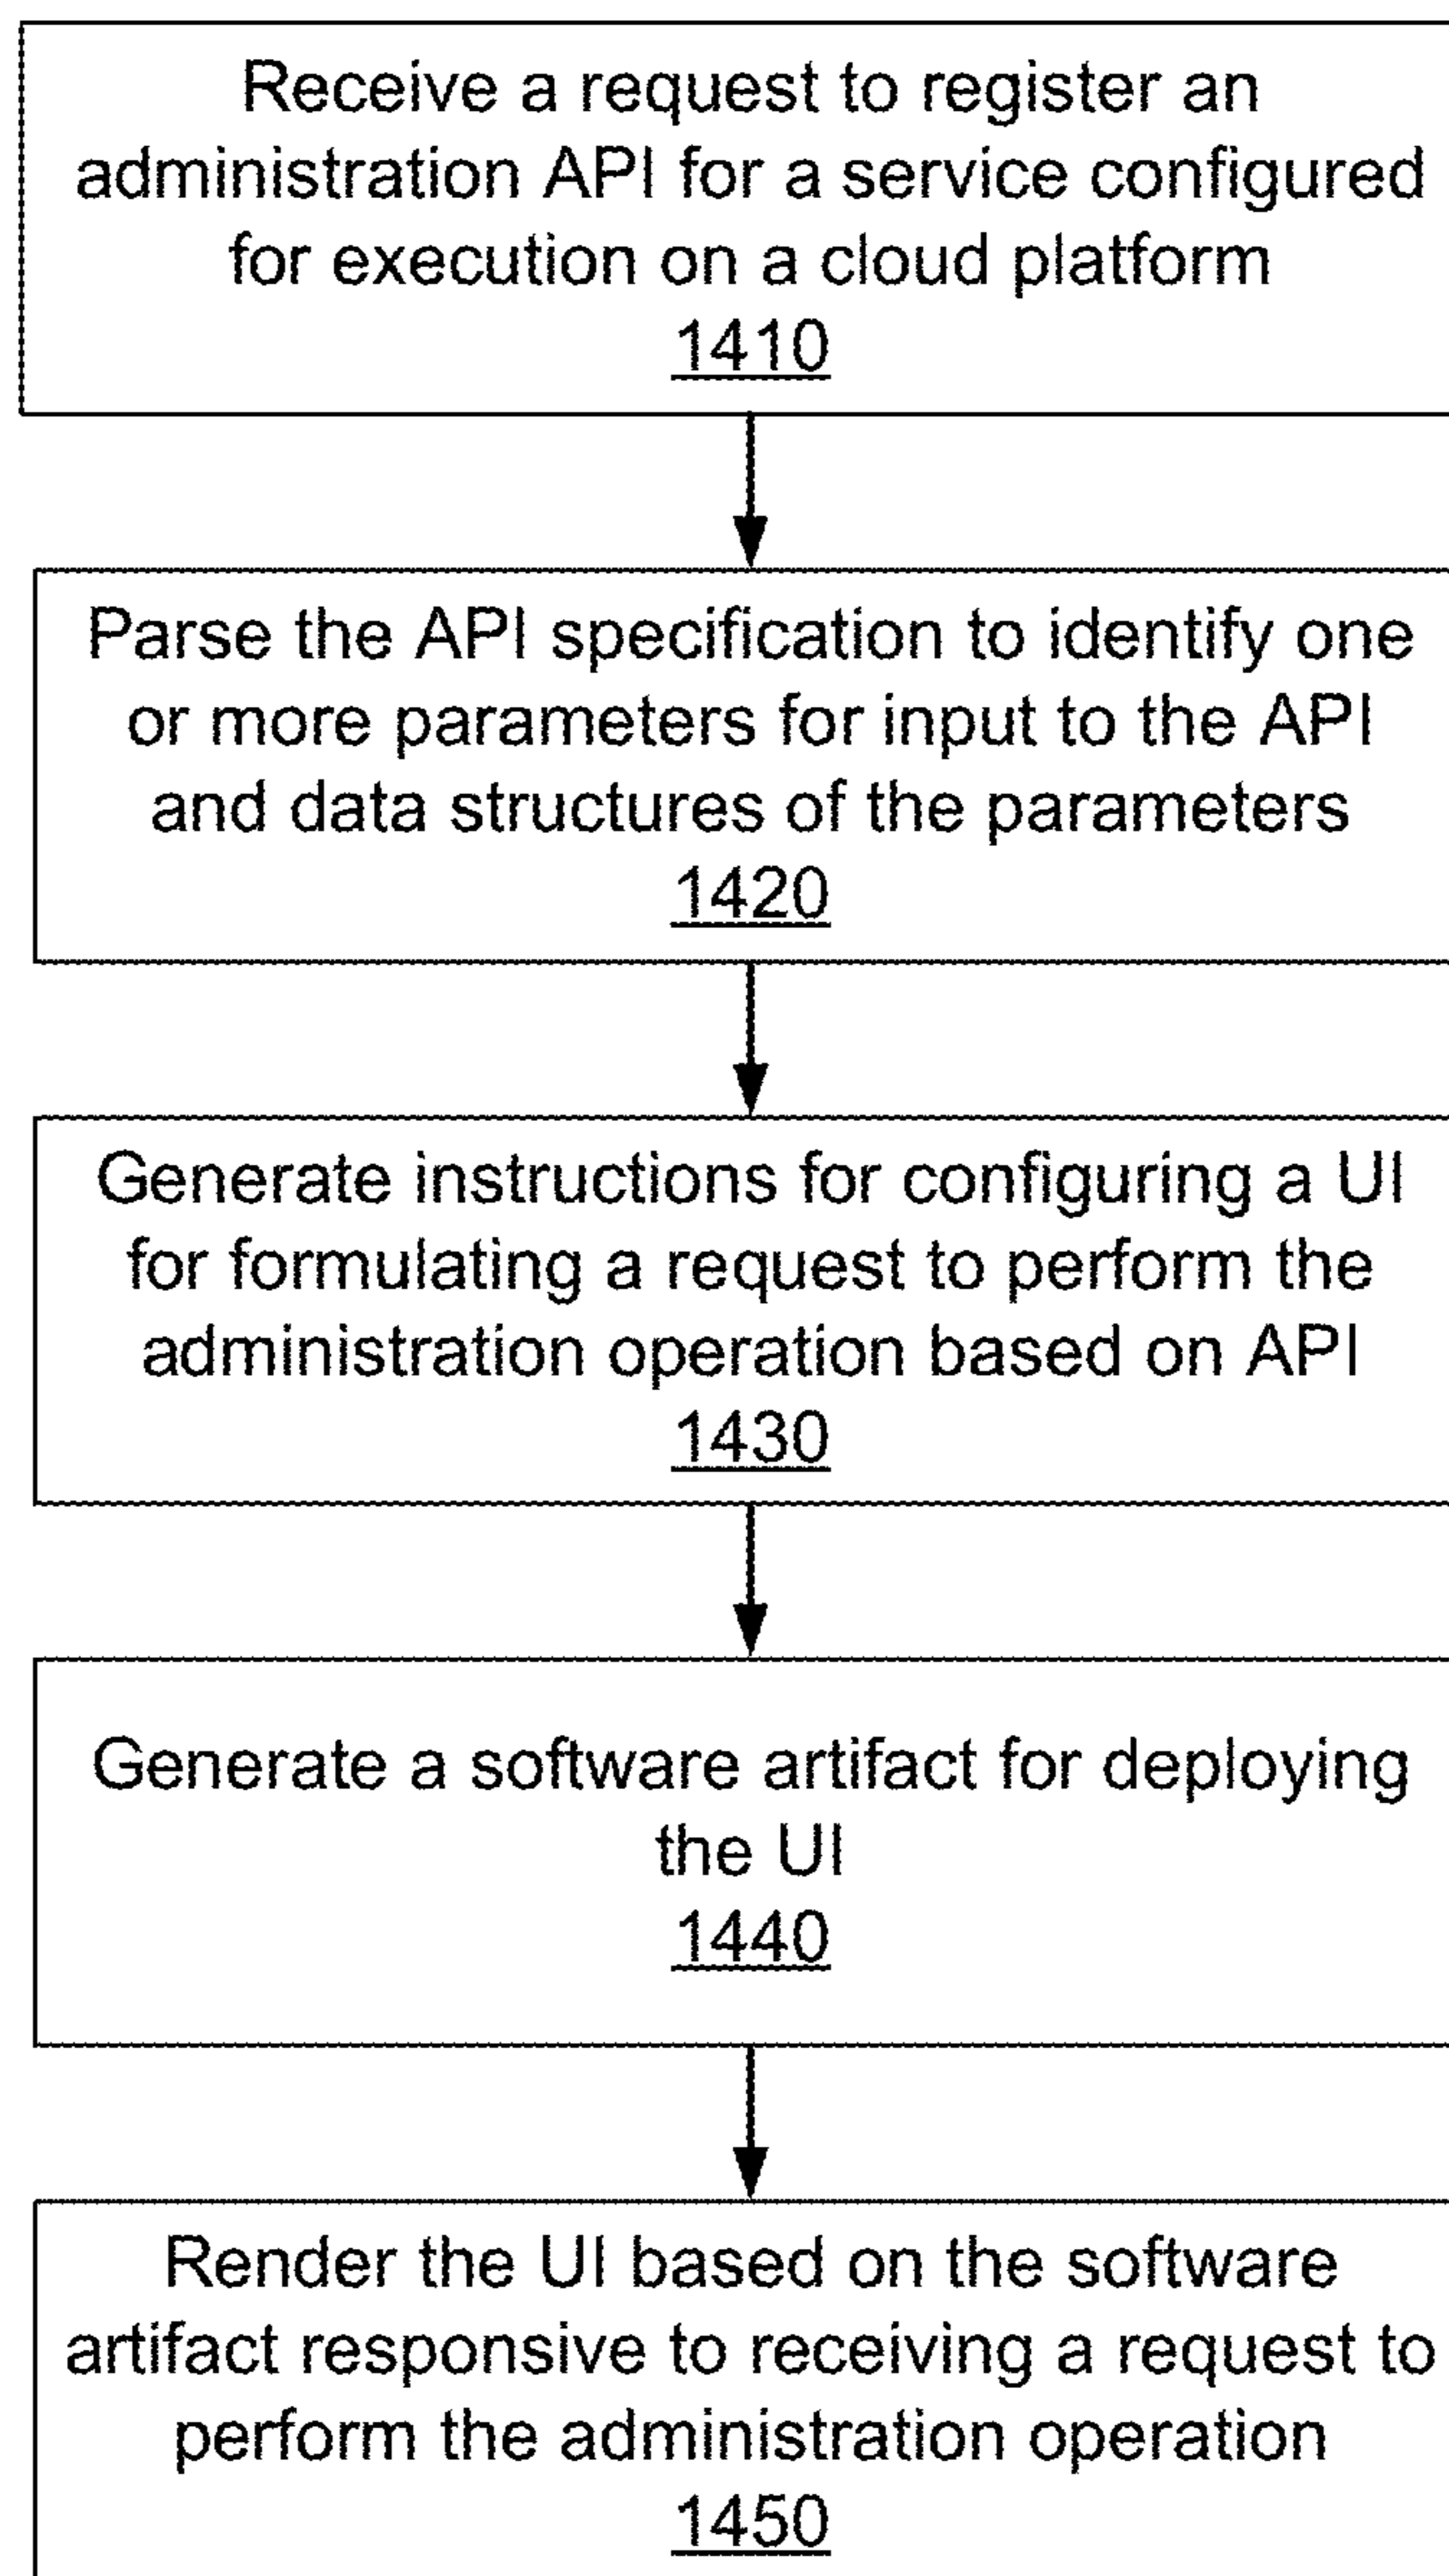 Receive a request to register an
administration API for a service configured
for execution on a cloud platform
1410
Parse the API specification to identify one
or more parameters for input to the API
and data structures of the parameters
1420
Generate instructions for configuring a UI
for formulating a request to perform the
administration operation based on API
1430
Generate a software artifact for deploying
the UI
1440
Render the UI based on the software
artifact responsive to receiving a request to
perform the administration operation
1450